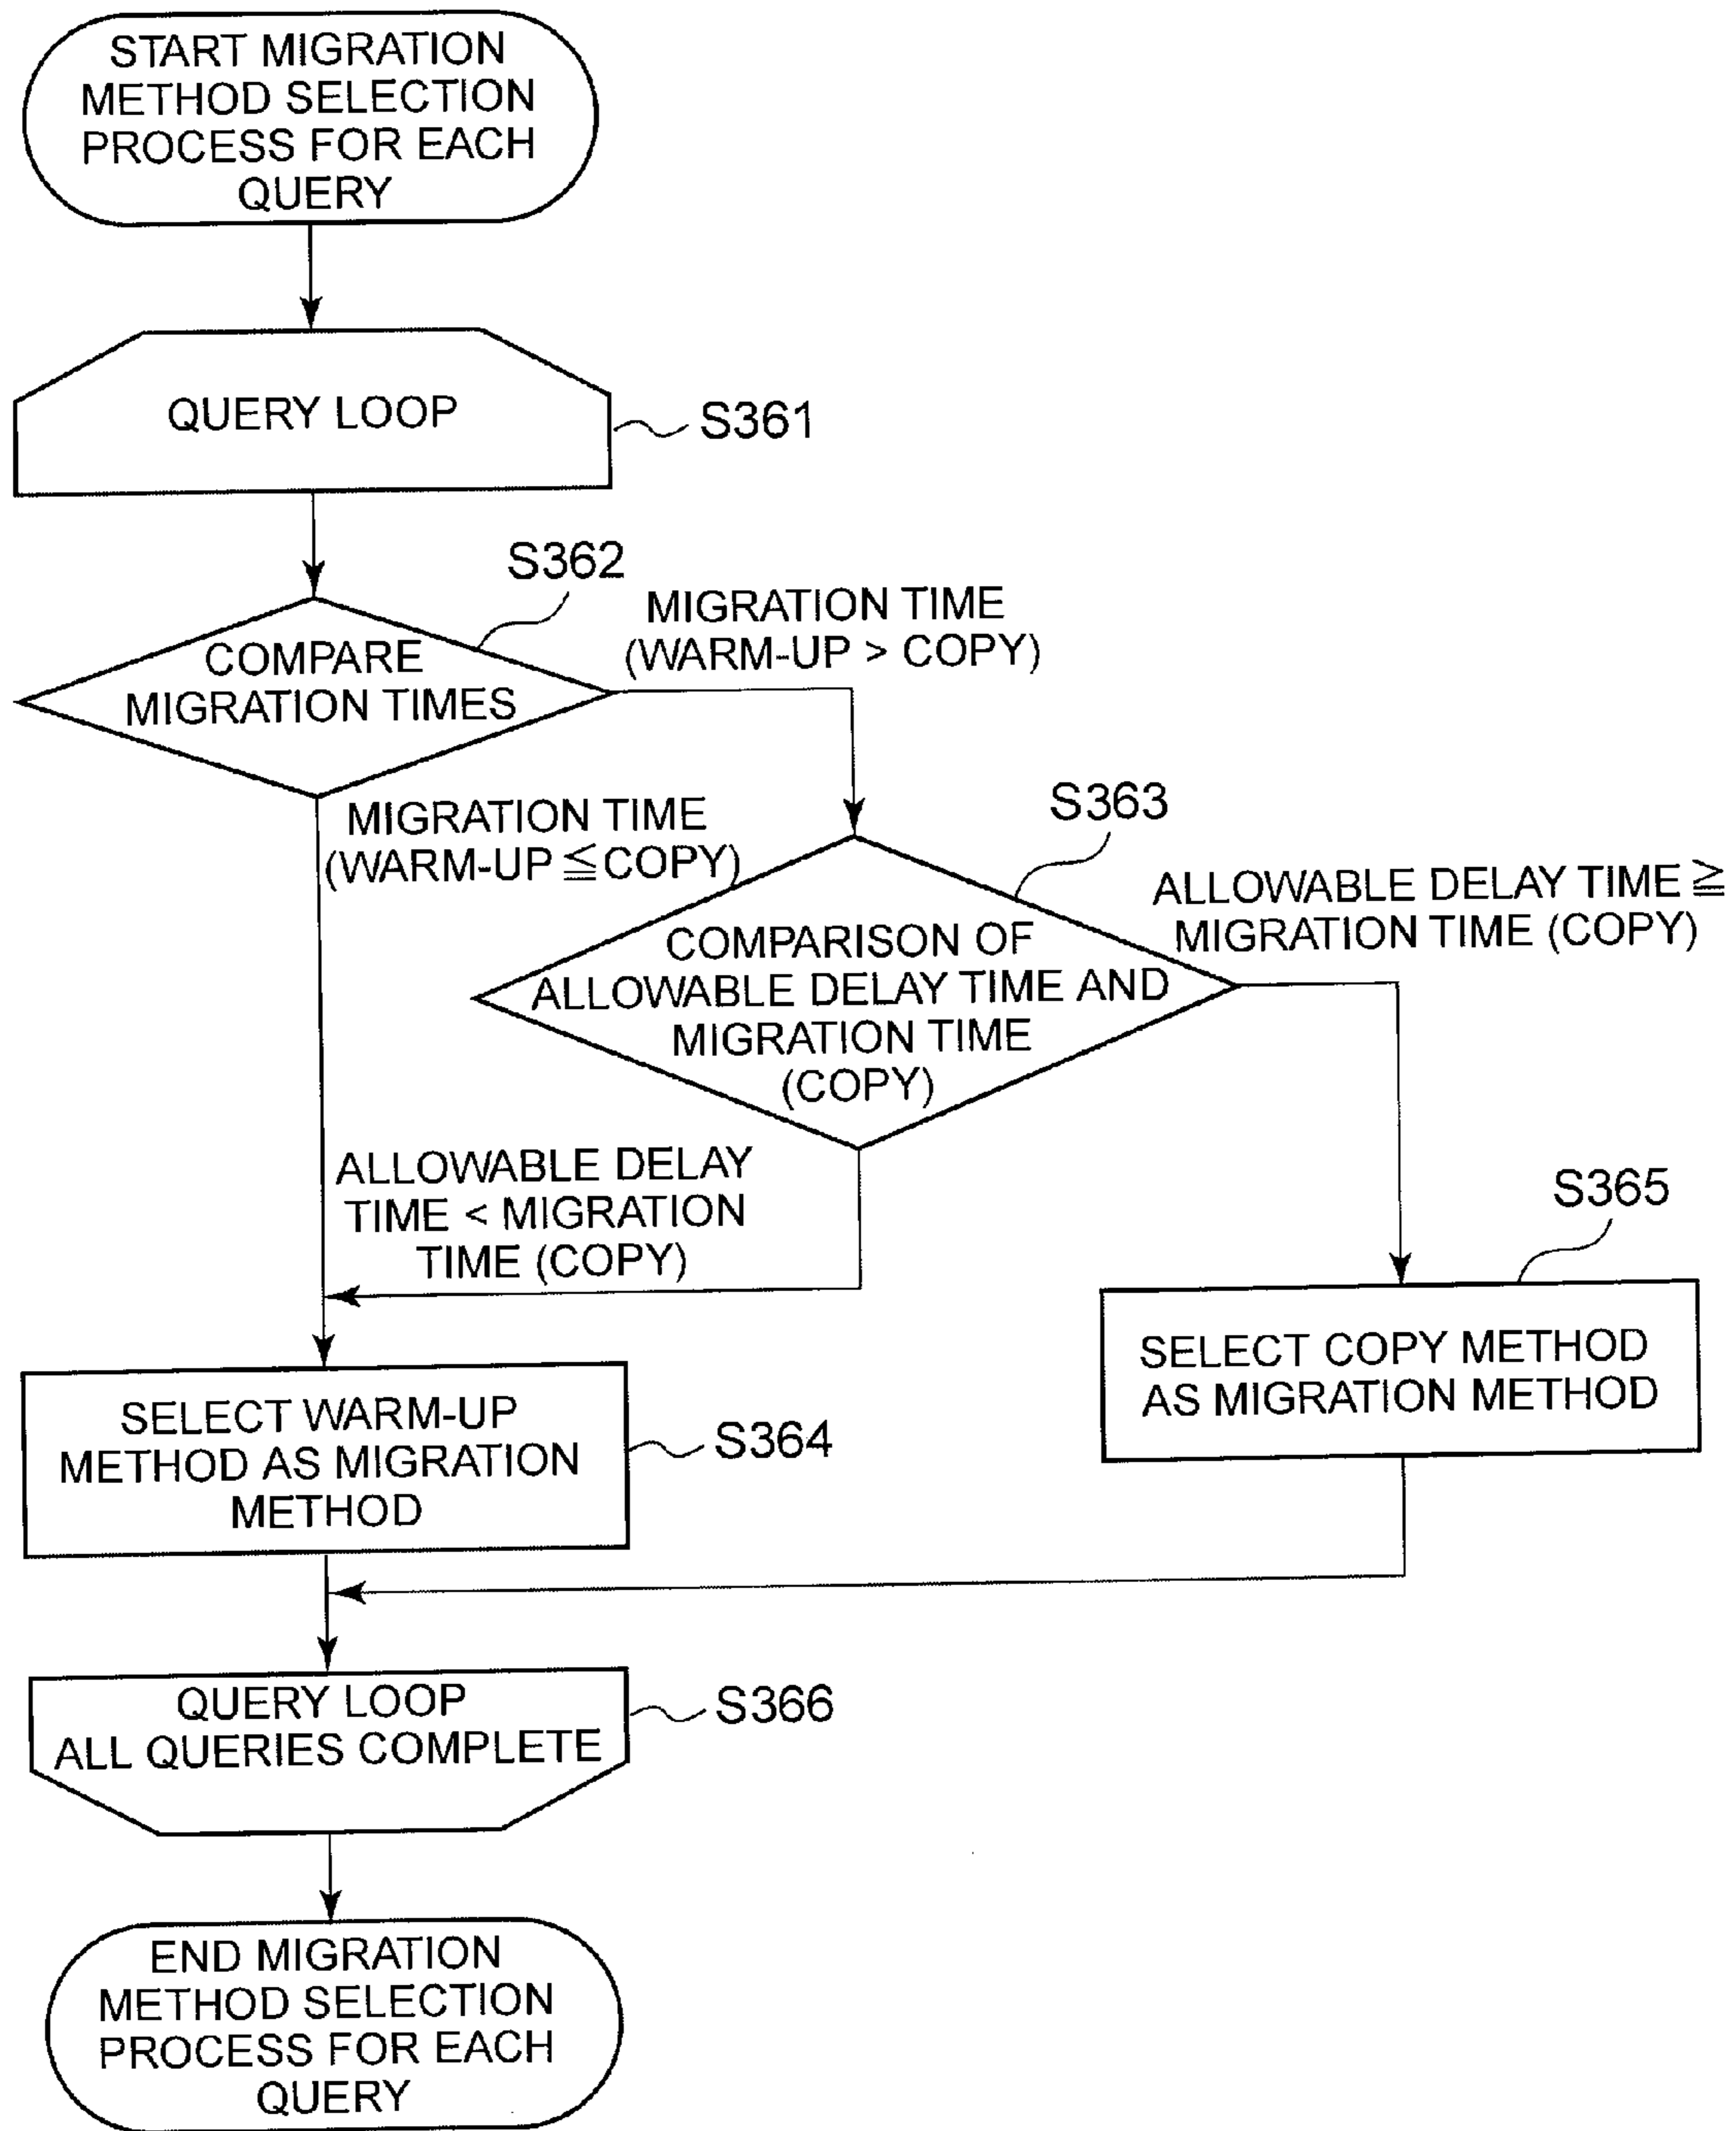 START MIGRATION
METHOD SELECTION
PROCESS FOR EACH
QUERY
QUERY LOOP
S361
S362
COMPARE
MIGRATION TIMES
MIGRATION TIME
(WARM-UP > COPY)
MIGRATION TIME
(WARM-UP ≦ COPY)
S363
COMPARISON OF
ALLOWABLE DELAY TIME AND
MIGRATION TIME
(COPY)
ALLOWABLE DELAY TIME ≧
MIGRATION TIME (COPY)
ALLOWABLE DELAY
TIME < MIGRATION
TIME (COPY)
S365
SELECT COPY METHOD
AS MIGRATION METHOD
SELECT WARM-UP
METHOD AS MIGRATION
METHOD
S364
QUERY LOOP
ALL QUERIES COMPLETE
S366
END MIGRATION
METHOD SELECTION
PROCESS FOR EACH
QUERY